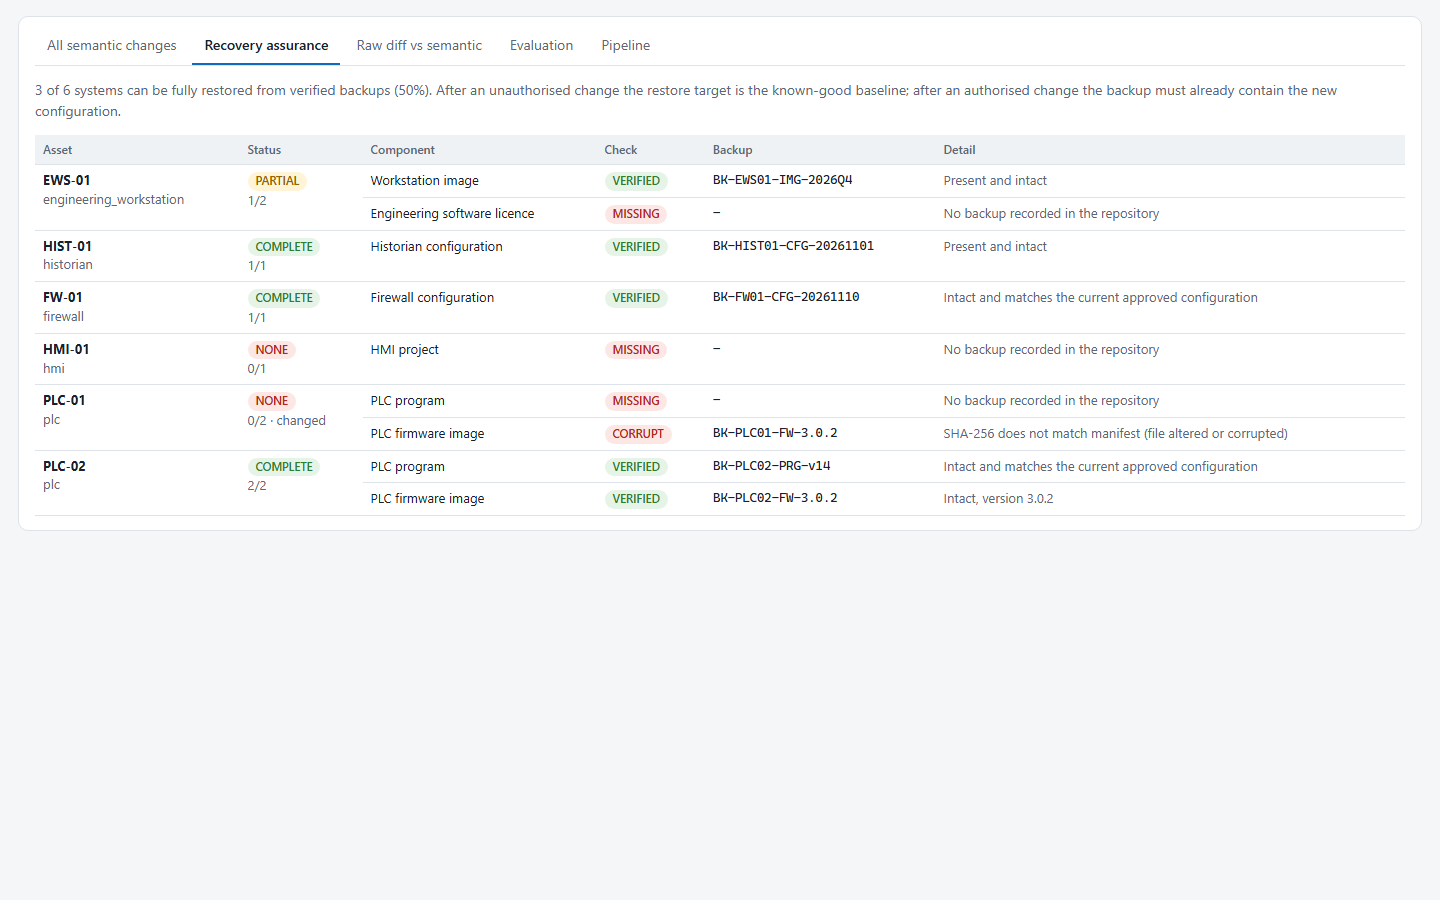 All semantic changes Recovery assurance Raw diff vs semantic Evaluation Pipeline
3 of 6 systems can be fully restored from verified backups (50%). After an unauthorised change the restore target is the known-good baseline; after an authorised change the backup must already contain the new
configuration.
Asset Status Component Check Backup Detail
EWS-01 PARTIAL Workstation image VERIFIED BK-EWS01-IMG-2026Q4 Present and intact
engineering_workstation 1/2
Engineering software licence MISSING – No backup recorded in the repository
HIST-01 COMPLETE Historian configuration VERIFIED BK-HIST01-CFG-20261101 Present and intact
historian 1/1
FW-01 COMPLETE Firewall configuration VERIFIED BK-FW01-CFG-20261110 Intact and matches the current approved configuration
firewall 1/1
HMI-01 NONE HMI project MISSING – No backup recorded in the repository
hmi 0/1
PLC-01 NONE PLC program MISSING – No backup recorded in the repository
plc 0/2 · changed
PLC firmware image CORRUPT BK-PLC01-FW-3.0.2 SHA-256 does not match manifest (file altered or corrupted)
PLC-02 COMPLETE PLC program VERIFIED BK-PLC02-PRG-v14 Intact and matches the current approved configuration
plc 2/2
PLC firmware image VERIFIED BK-PLC02-FW-3.0.2 Intact, version 3.0.2